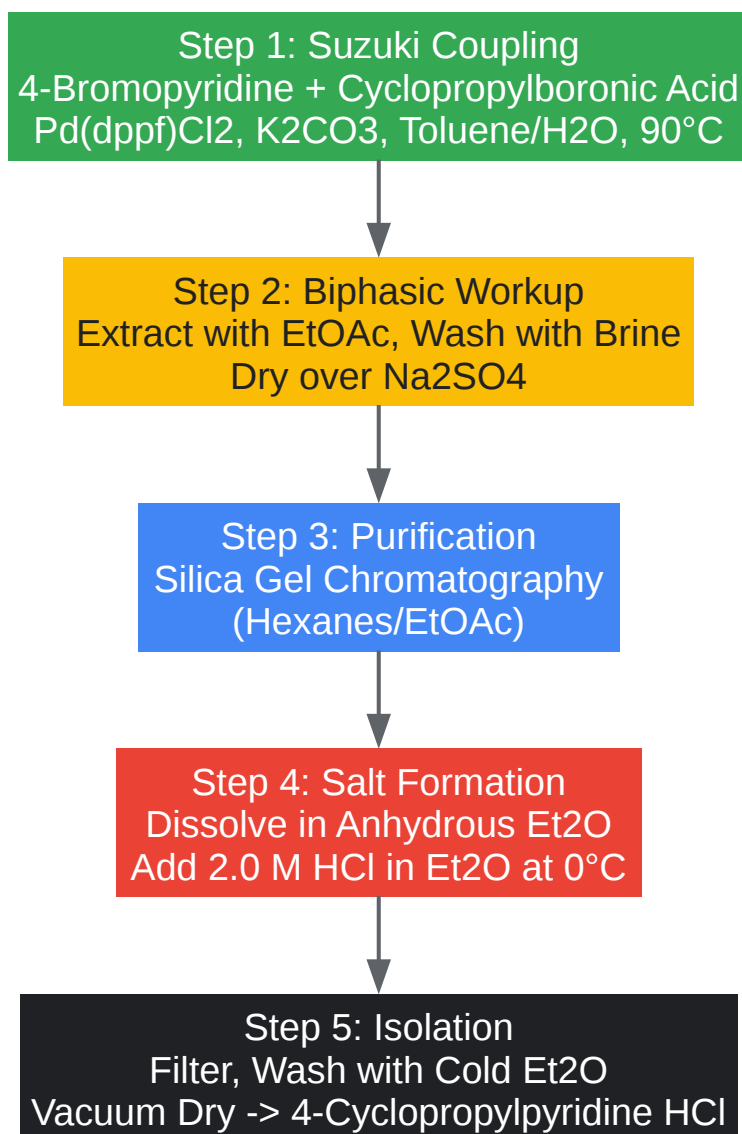 Step 1: Suzuki Coupling
4-Bromopyridine + Cyclopropylboronic Acid
Pd(dppf)Cl2, K2CO3, Toluene/H2O, 90°C
Step 2: Biphasic Workup
Extract with EtOAc, Wash with Brine
Dry over Na2SO4
Step 3: Purification
Silica Gel Chromatography
(Hexanes/EtOAc)
Step 4: Salt Formation
Dissolve in Anhydrous Et2O
Add 2.0 M HCl in Et2O at 0°C
Step 5: Isolation
Filter, Wash with Cold Et2O
Vacuum Dry -> 4-Cyclopropylpyridine HCl